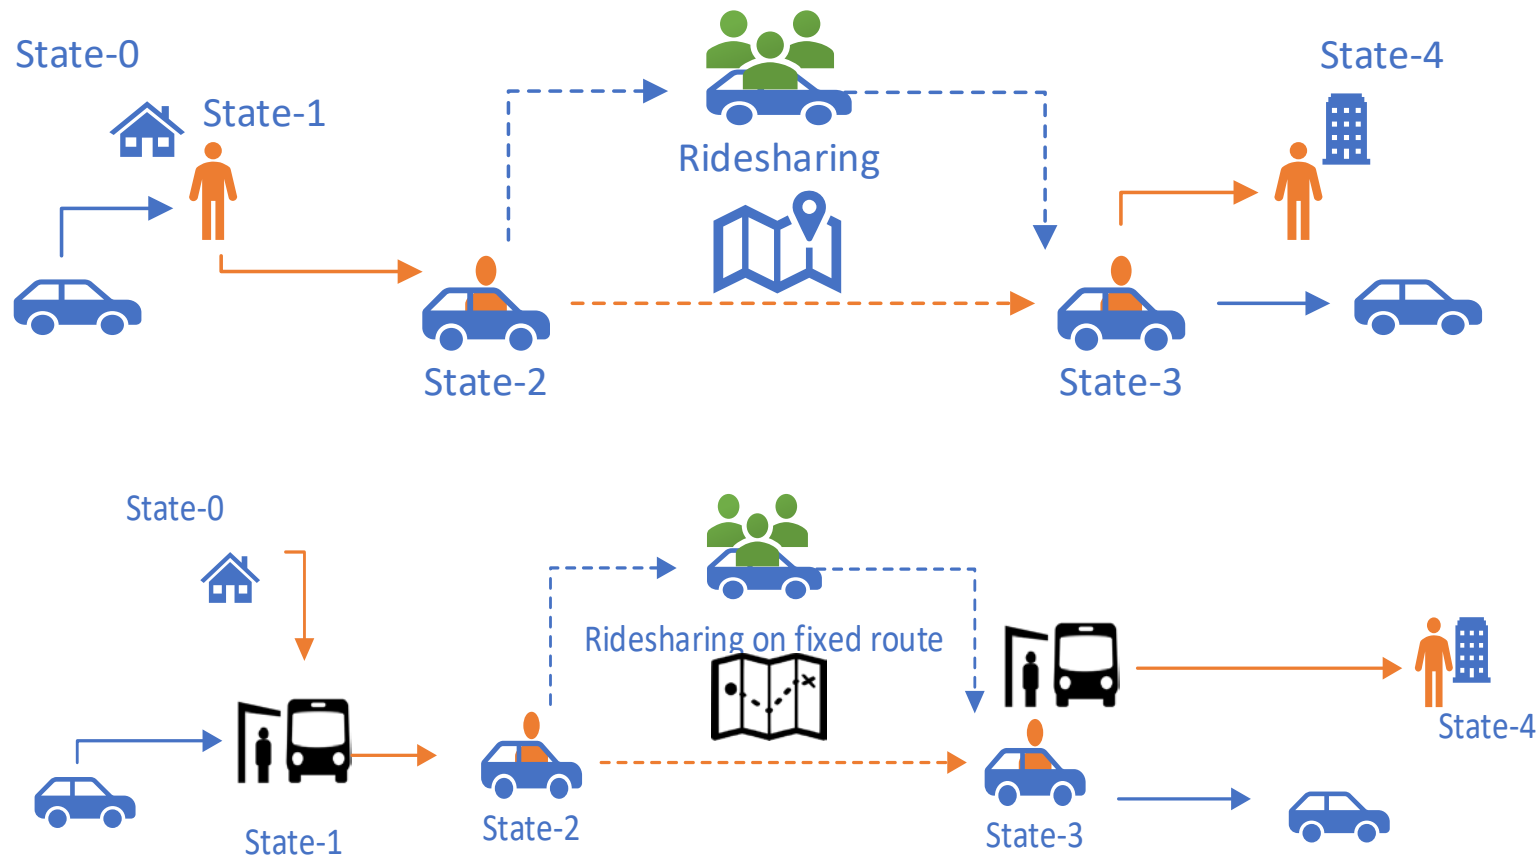 State-0
State-4
State-1
Ridesharing
State-2
State-3
State-0
Ridesharing on fixed route
State-4
State-1
State-2
State-3